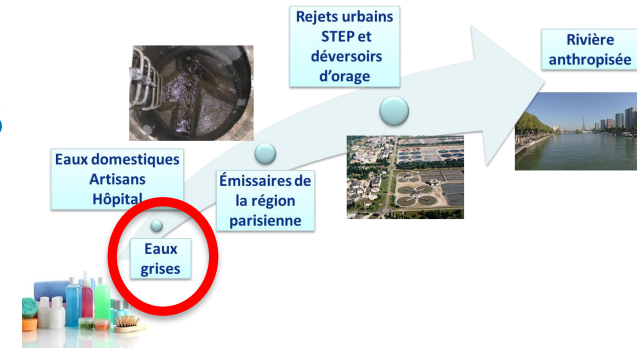 Rejets urbains
STEP et
déversoirs
d'orage
Rivière
anthropisée
Eaux domestiques
Artisans
Hôpital
Émissaires de
la région
parisienne
Eaux
grises